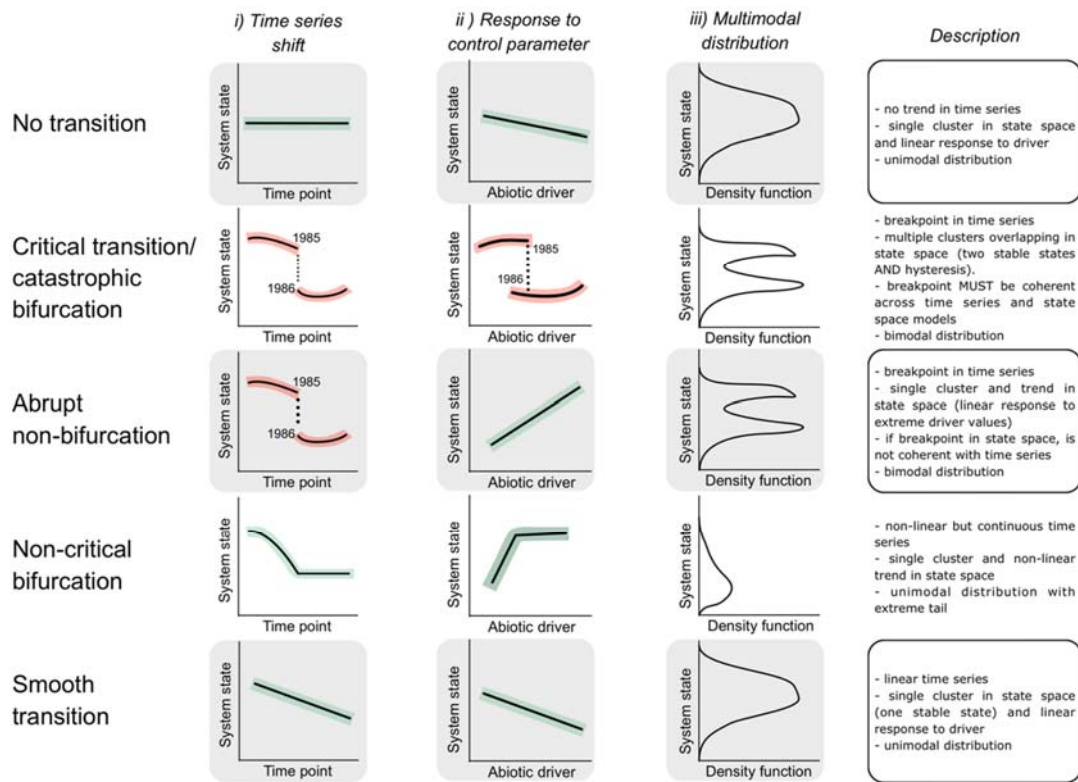 i) Time series
shift
ii ) Response to
control parameter
iii) Multimodal
distribution
Description
No transition
System state
Time point
System state
Abiotic driver
System state
Density function
- no trend in time series
- single cluster in state space
and linear response to driver
- unimodal distribution
Critical transition/
catastrophic
bifurcation
System state
1985
1986
Time point
System state
1985
1986
Abiotic driver
System state
Density function
- breakpoint in time series
- multiple clusters overlapping in
state space (two stable states
AND hysteresis).
- breakpoint MUST be coherent
across time series and state
space models
- bimodal distribution
Abrupt
non-bifurcation
System state
1985
1986
Time point
System state
Abiotic driver
System state
Density function
- breakpoint in time series
- single cluster and trend in
state space (linear response to
extreme driver values)
- if breakpoint in state space, is
not coherent with time series
- bimodal distribution
Non-critical
bifurcation
System state
Time point
System state
Abiotic driver
System state
Density function
- non-linear but continuous time
series
- single cluster and non-linear
trend in state space
- unimodal distribution with
extreme tail
Smooth
transition
System state
Time point
System state
Abiotic driver
System state
Density function
- linear time series
- single cluster in state space
(one stable state) and linear
response to driver
- unimodal distribution